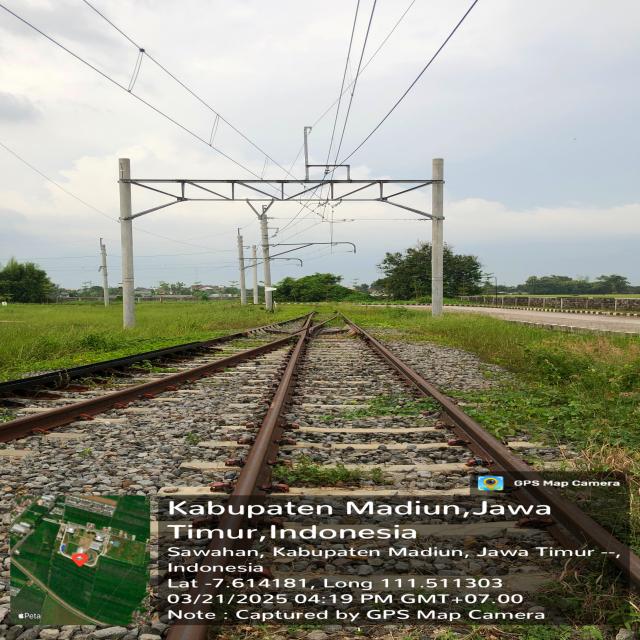 GPS Map Camera
Kabupaten Madiun,Jawa
Timur,Indonesia
Sawahan, Kabupaten Madiun, Jawa Timur --,
Indonesia
Lat -7.614181, Long 111.511303
03/21/2025 04:19 PM GMT+07:00
Note : Captured by GPS Map Camera
Peta